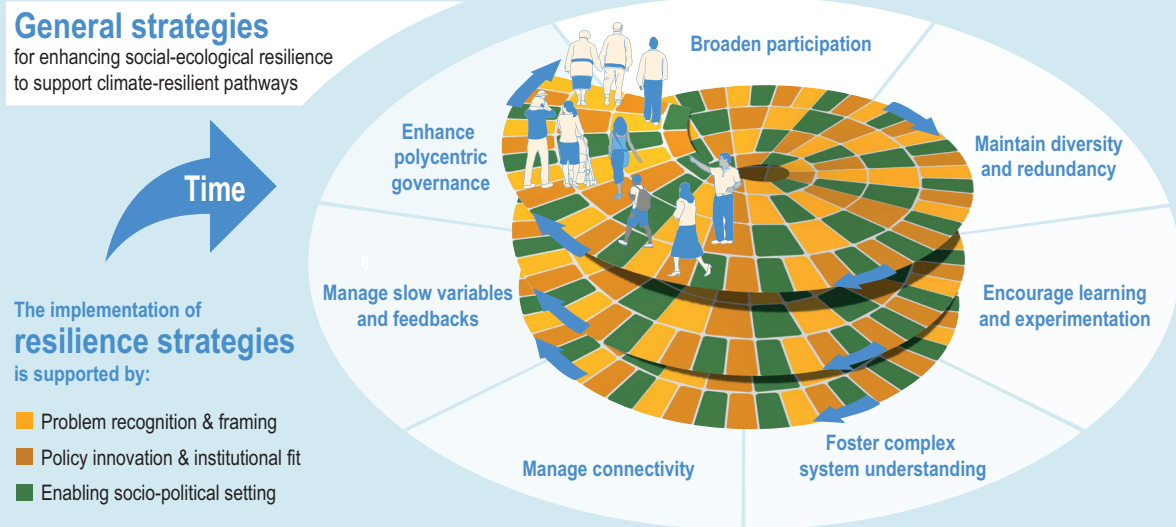 General strategies
for enhancing social-ecological resilience
to support climate-resilient pathways
Time
The implementation of
resilience strategies
is supported by:
Problem recognition & framing
Policy innovation & institutional fit
Enabling socio-political setting
Broaden participation
Maintain diversity
and redundancy
Encourage learning
and experimentation
Foster complex
system understanding
Manage connectivity
Manage slow variables
and feedbacks
6
Enhance
polycentric
governance